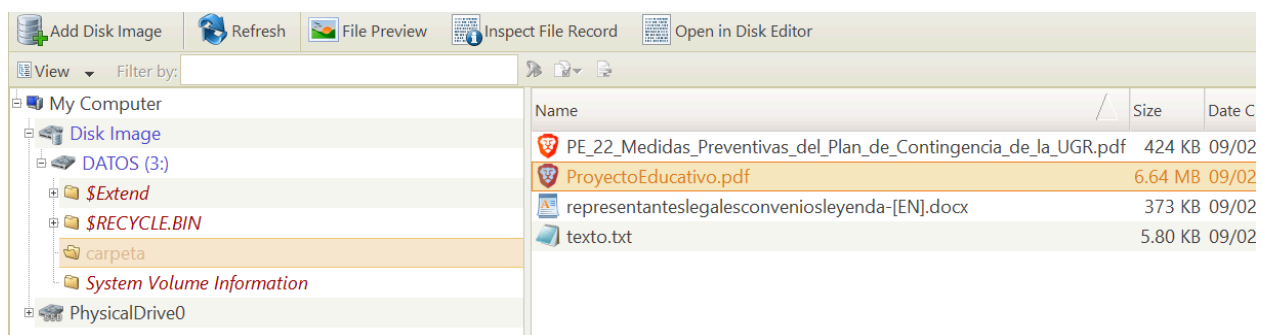 Add Disk Image Refresh File Preview Inspect File Record Open in Disk Editor
View Filter by:
My Computer
Disk Image
DATOS (3:)
$Extend
$RECYCLE.BIN
carpeta
System Volume Information
PhysicalDrive0
Name Size Date C
PE_22_Medidas_Preventivas_del_Plan_de_Contingencia_de_la_UGR.pdf 424 KB 09/02
ProyectoEducativo.pdf 6.64 MB 09/02
representanteslegalesconveniosleyenda-[EN].docx 373 KB 09/02
texto.txt 5.80 KB 09/02